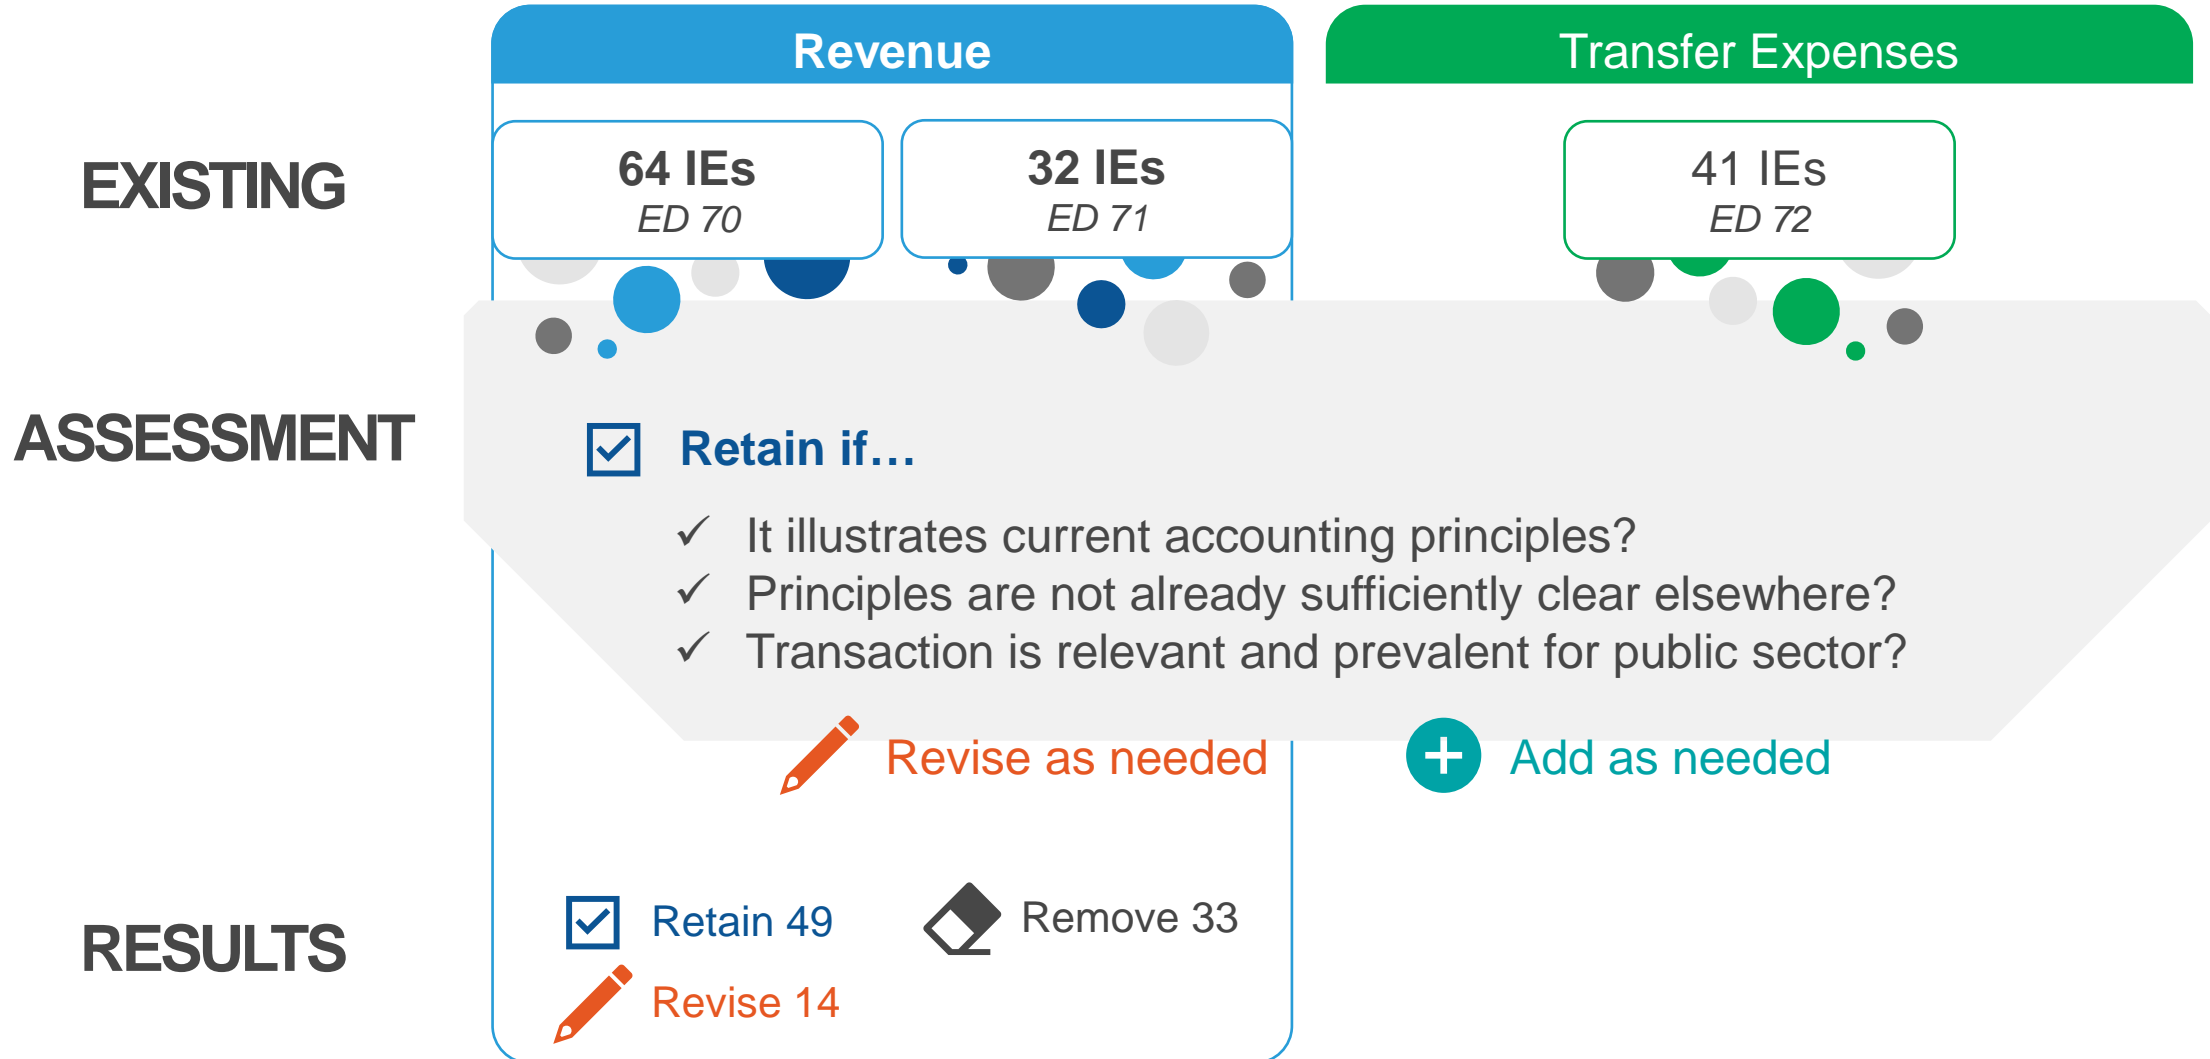 Revenue
Transfer Expenses
EXISTING
64 IEs
ED 70
32 IEs
ED 71
41 IEs
ED 72
ASSESSMENT
Retain if…
✓ It illustrates current accounting principles?
✓ Principles are not already sufficiently clear elsewhere?
✓ Transaction is relevant and prevalent for public sector?
Revise as needed
Add as needed
RESULTS
Retain 49
Remove 33
Revise 14